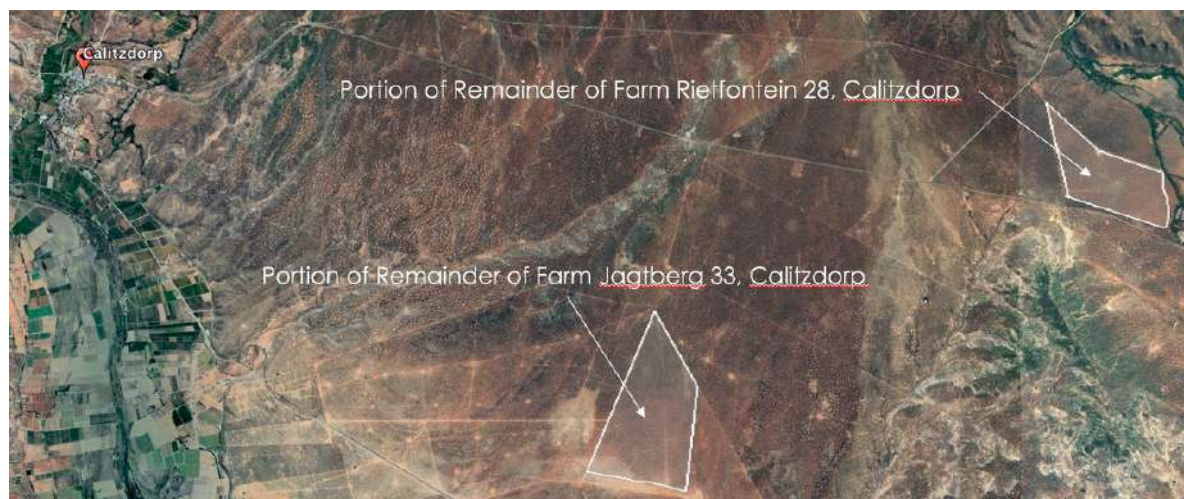 Calitzdorp
Portion of Remainder of Farm Rietfontein 28, Calitzdorp
Portion of Remainder of Farm Jagtberg 33, Calitzdorp